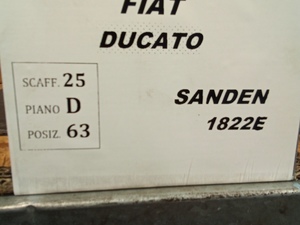 FIAT
DUCATO
SCAFF. 25
PIANO D
POSIZ. 63
SANDEN
1822E